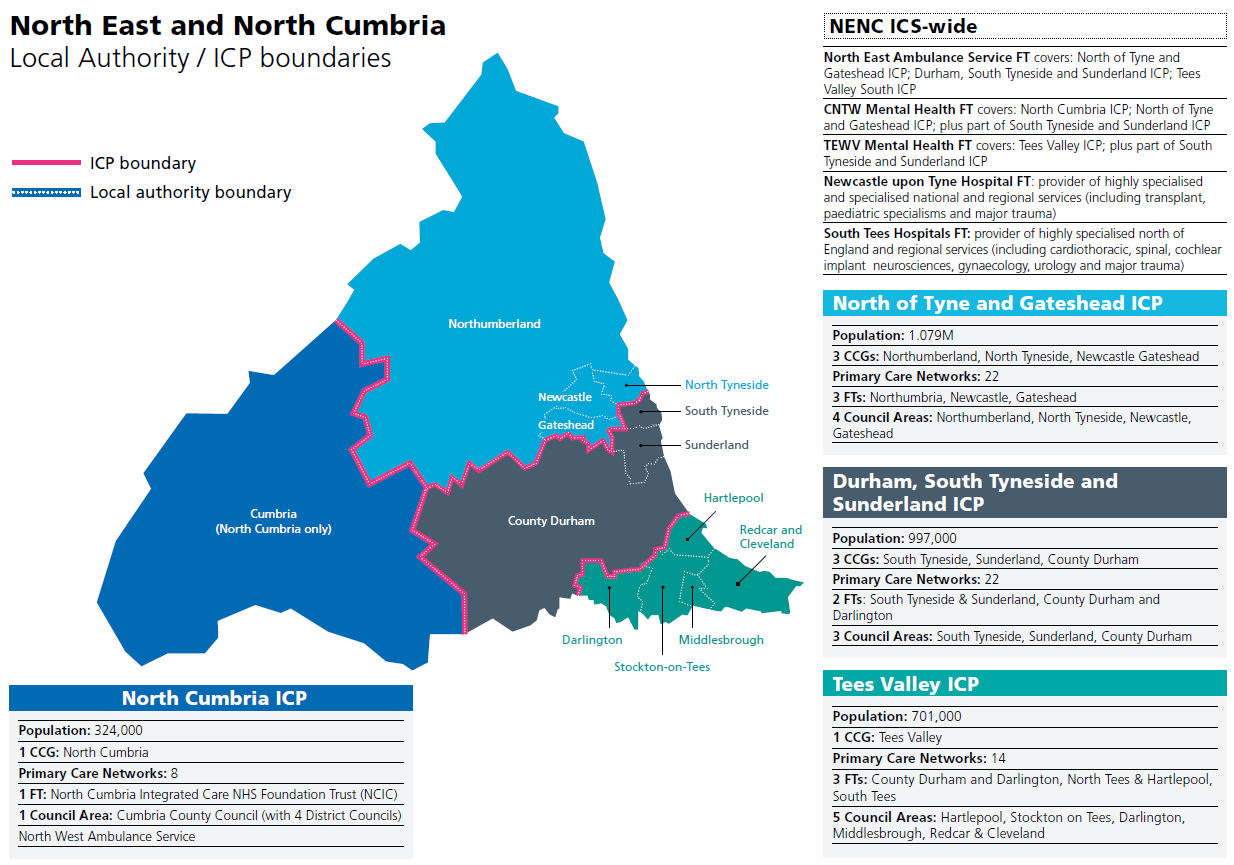 North East and North Cumbria
Local Authority / ICP boundaries
ICP boundary
Local authority boundary
Northumberland
Newcastle
Gateshead
North Tyneside
South Tyneside
Sunderland
Hartlepool
Redcar and
Cleveland
County Durham
Cumbria
(North Cumbria only)
Darlington
Middlesbrough
Stockton-on-Tees
North Cumbria ICP
Population: 324,000
1 CCG: North Cumbria
Primary Care Networks: 8
1 FT: North Cumbria Integrated Care NHS Foundation Trust (NCIC)
1 Council Area: Cumbria County Council (with 4 District Councils)
North West Ambulance Service
NENC ICS-wide
North East Ambulance Service FT covers: North of Tyne and
Gateshead ICP; Durham, South Tyneside and Sunderland ICP; Tees
Valley South ICP
CNTW Mental Health FT covers: North Cumbria ICP; North of Tyne
and Gateshead ICP; plus part of South Tyneside and Sunderland ICP
TEWV Mental Health FT covers: Tees Valley ICP; plus part of South
Tyneside and Sunderland ICP
Newcastle upon Tyne Hospital FT: provider of highly specialised
and specialised national and regional services (including transplant,
paediatric specialisms and major trauma)
South Tees Hospitals FT: provider of highly specialised north of
England and regional services (including cardiothoracic, spinal, cochlear
implant neurosciences, gynaecology, urology and major trauma)
North of Tyne and Gateshead ICP
Population: 1.079M
3 CCGs: Northumberland, North Tyneside, Newcastle Gateshead
Primary Care Networks: 22
3 FTs: Northumbria, Newcastle, Gateshead
4 Council Areas: Northumberland, North Tyneside, Newcastle,
Gateshead
Durham, South Tyneside and
Sunderland ICP
Population: 997,000
3 CCGs: South Tyneside, Sunderland, County Durham
Primary Care Networks: 22
2 FTs: South Tyneside & Sunderland, County Durham and
Darlington
3 Council Areas: South Tyneside, Sunderland, County Durham
Tees Valley ICP
Population: 701,000
1 CCG: Tees Valley
Primary Care Networks: 14
3 FTs: County Durham and Darlington, North Tees & Hartlepool,
South Tees
5 Council Areas: Hartlepool, Stockton on Tees, Darlington,
Middlesbrough, Redcar & Cleveland